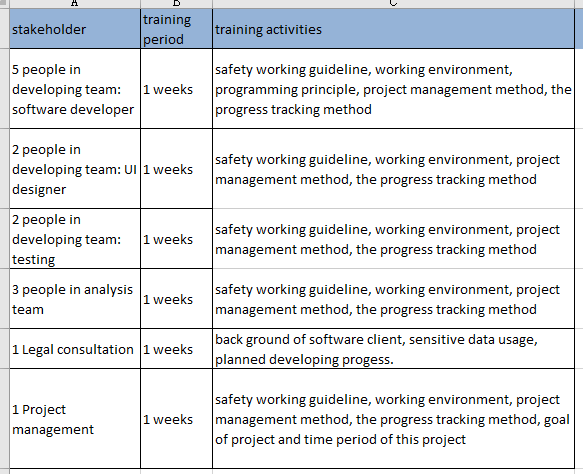 A B C
stakeholder
training
period
training activities
5 people in
developing team:
software developer
1 weeks
safety working guideline, working environment,
programming principle, project management method, the
progress tracking method
2 people in
developing team: UI
designer
1 weeks
safety working guideline, working environment, project
management method, the progress tracking method
2 people in
developing team:
testing
1 weeks
safety working guideline, working environment, project
management method, the progress tracking method
3 people in analysis
team
1 weeks
safety working guideline, working environment, project
management method, the progress tracking method
1 Legal consultation
1 weeks
back ground of software client, sensitive data usage,
planned developing progess.
1 Project
management
1 weeks
safety working guideline, working environment, project
management method, the progress tracking method, goal
of project and time period of this project